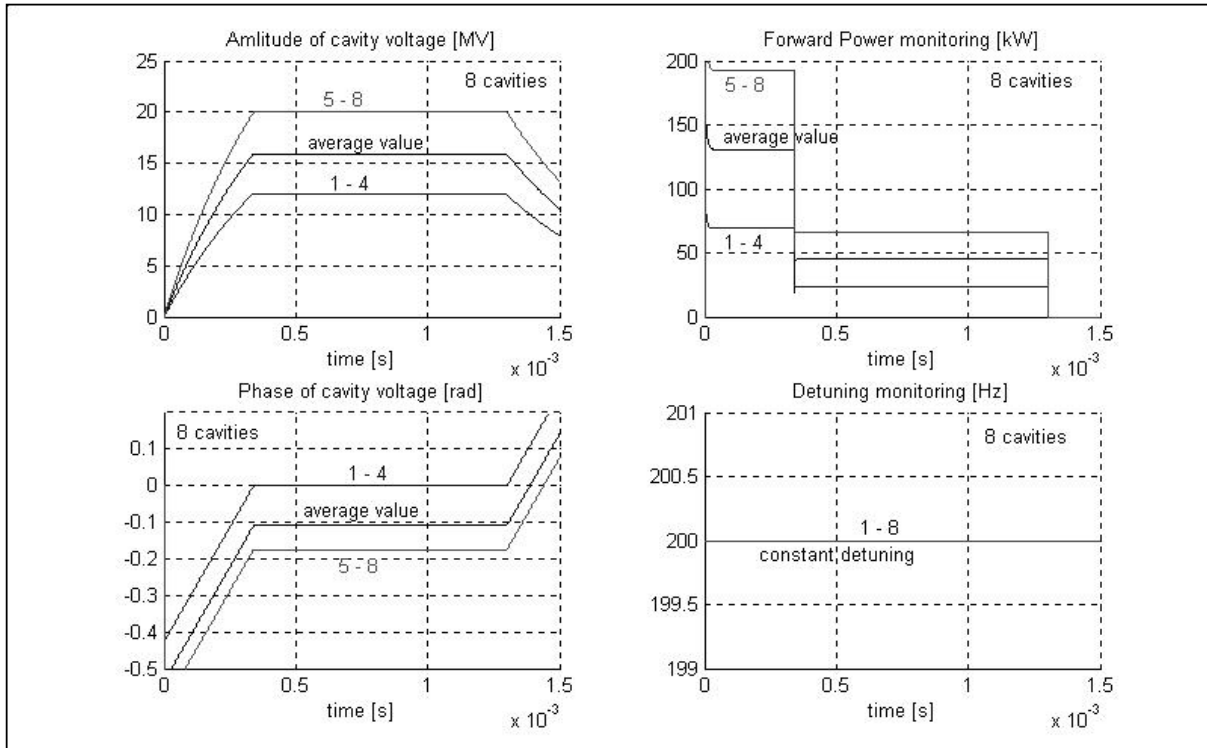 Amlitude of cavity voltage [MV]
25
20
15
10
5
0
8 cavities
5 - 8
average value
1 - 4
0
0.5
1
1.5
time [s]
x 10⁻³
Forward Power monitoring [kW]
200
150
100
50
0
8 cavities
5 - 8
average value
1 - 4
0
0.5
1
1.5
time [s]
x 10⁻³
Phase of cavity voltage [rad]
0.1
0
-0.1
-0.2
-0.3
-0.4
-0.5
8 cavities
1 - 4
average value
5 - 8
0
0.5
1
1.5
time [s]
x 10⁻³
Detuning monitoring [Hz]
201
200.5
200
199.5
199
8 cavities
1 - 8
constant detuning
0
0.5
1
1.5
time [s]
x 10⁻³